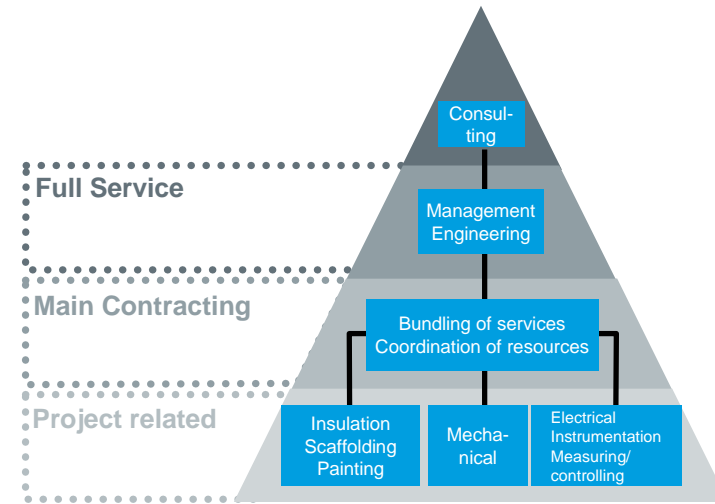 Consul-
ting
Full Service
Management
Engineering
Main Contracting
Bundling of services
Coordination of resources
Project related
Insulation
Scaffolding
Painting
Mecha-
nical
Electrical
Instrumentation
Measuring/
controlling